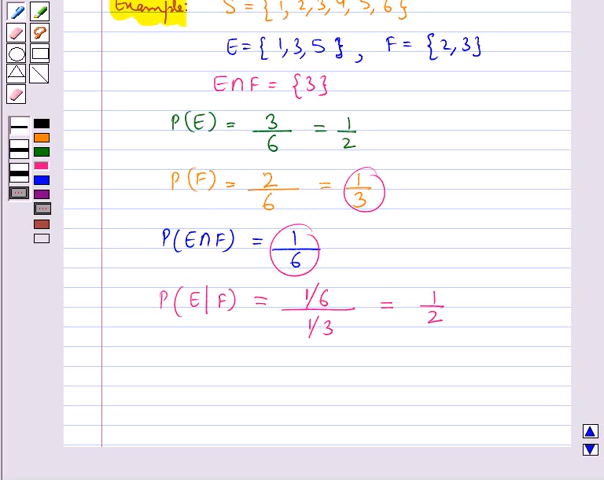 Example: S = {1, 2, 3, 4, 5, 6}
E = {1, 3, 5}, F = {2, 3}
E∩F = {3}
P(E) = 3/6 = 1/2
P(F) = 2/6 = 1/3
P(E∩F) = 1/6
P(E|F) = (1/6)/(1/3) = 1/2